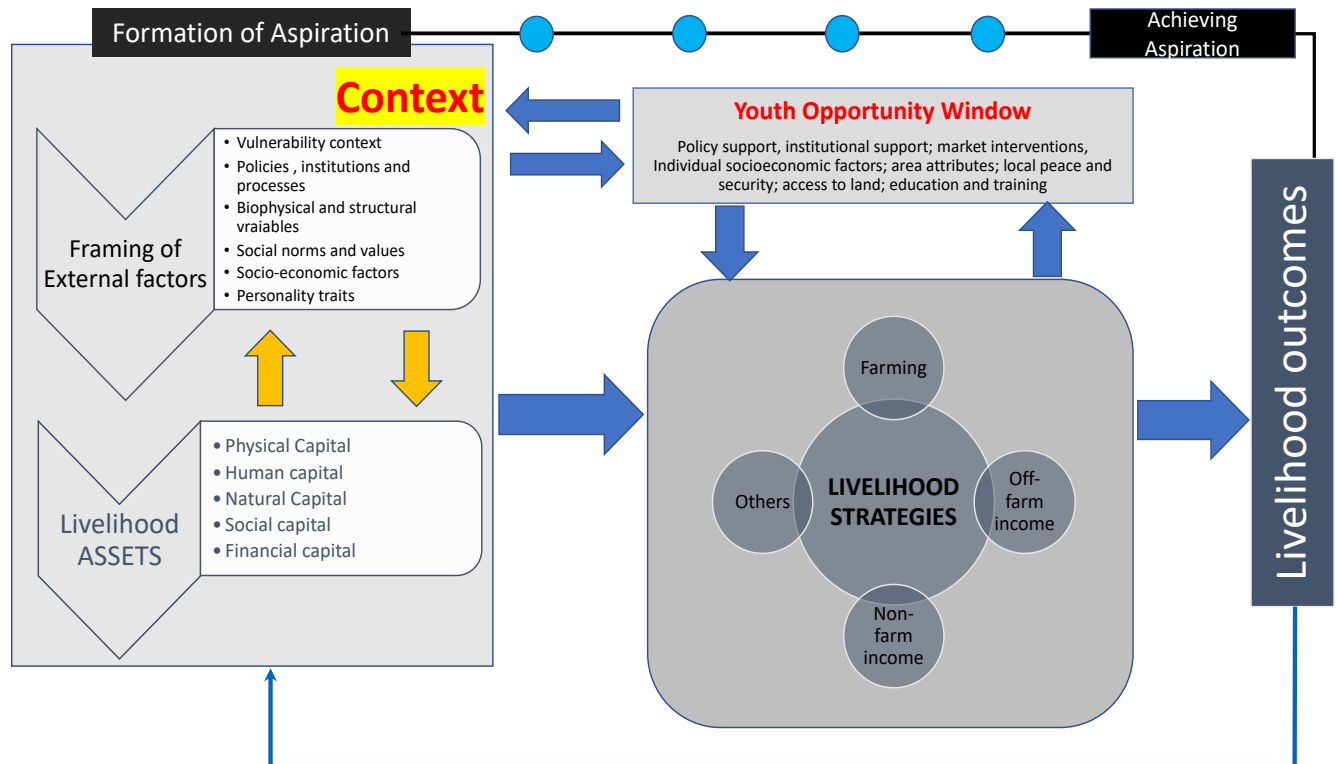 Formation of Aspiration
Achieving
Aspiration
Context
Youth Opportunity Window
Policy support, institutional support; market interventions,
Individual socioeconomic factors; area attributes; local peace and
security; access to land; education and training
• Vulnerability context
• Policies , institutions and
processes
• Biophysical and structural
vraiables
• Social norms and values
• Socio-economic factors
• Personality traits
Framing of
External factors
• Physical Capital
• Human capital
• Natural Capital
• Social capital
• Financial capital
Livelihood
ASSETS
Farming
Others
LIVELIHOOD
STRATEGIES
Off-
farm
income
Non-
farm
income
Livelihood outcomes